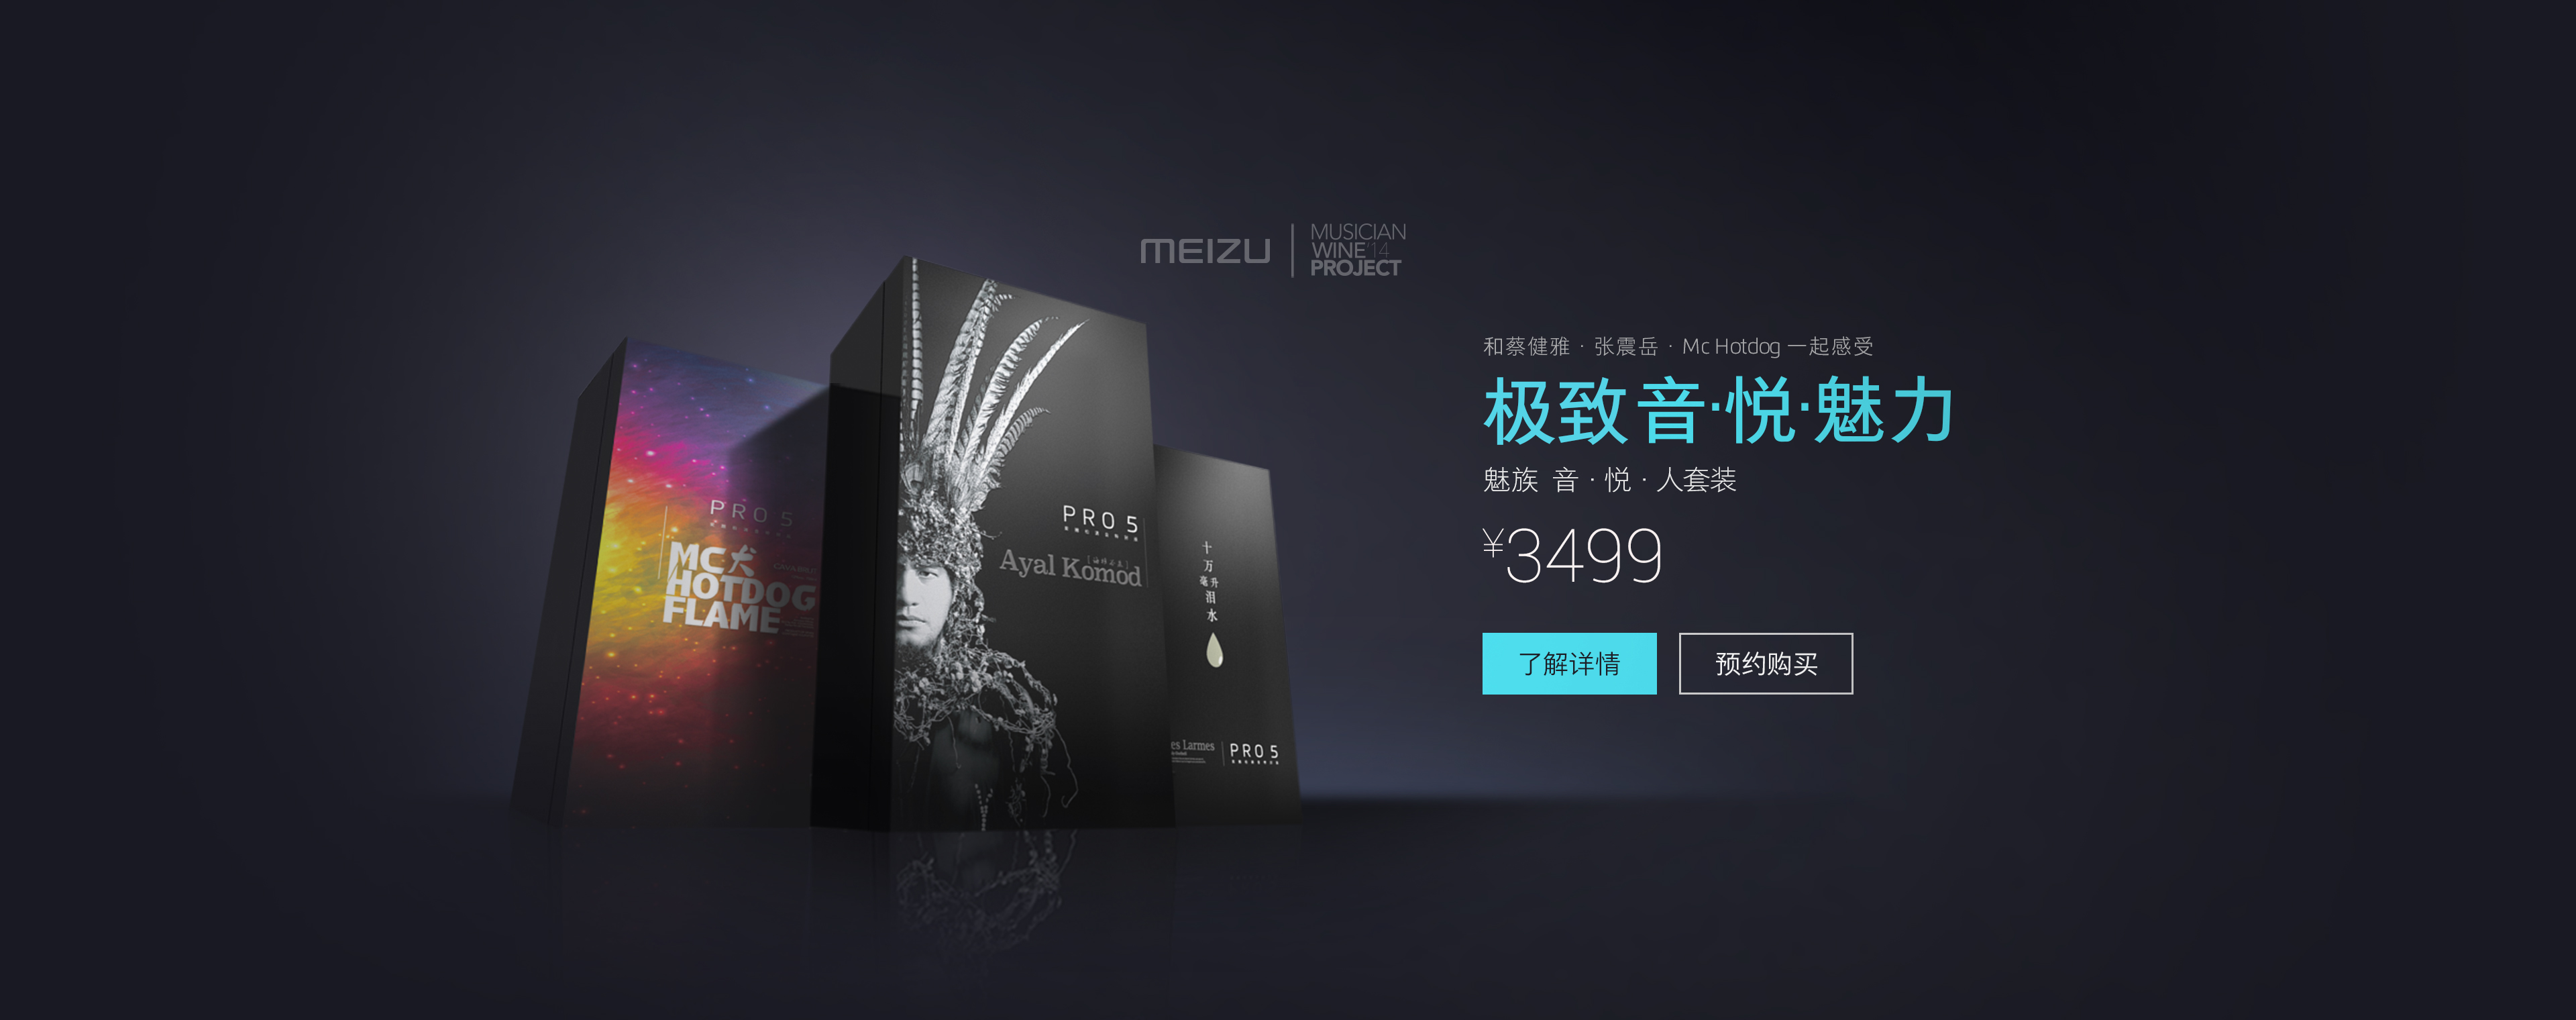 MEIZU
MUSICIAN
WINE'14
PROJECT
和蔡健雅 · 张震岳 · Mc Hotdog 一起感受
极致音·悦·魅力
魅族 音 · 悦 · 人套装
¥3499
了解详情
预约购买
PRO 5
MC犬
HOTDOG
FLAME
PRO 5
Ayal Komod
十万毫升泪水
es Larmes
PRO 5